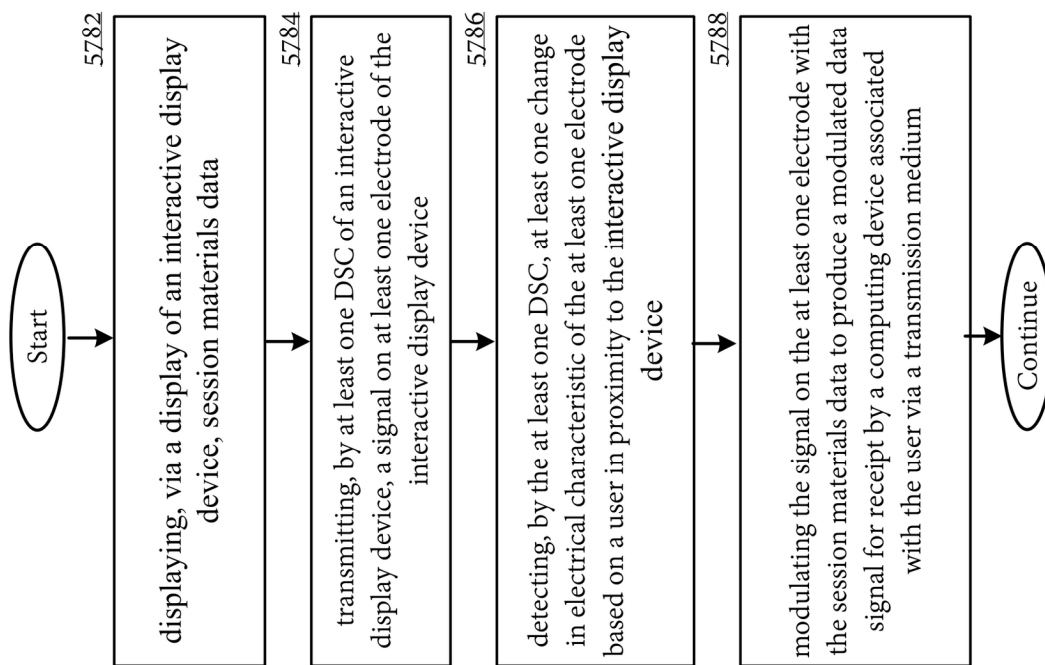 Start
5782
displaying, via a display of an interactive display
device, session materials data
5784
transmitting, by at least one DSC of an interactive
display device, a signal on at least one electrode of the
interactive display device
5786
detecting, by the at least one DSC, at least one change
in electrical characteristic of the at least one electrode
based on a user in proximity to the interactive display
device
5788
modulating the signal on the at least one electrode with
the session materials data to produce a modulated data
signal for receipt by a computing device associated
with the user via a transmission medium
Continue